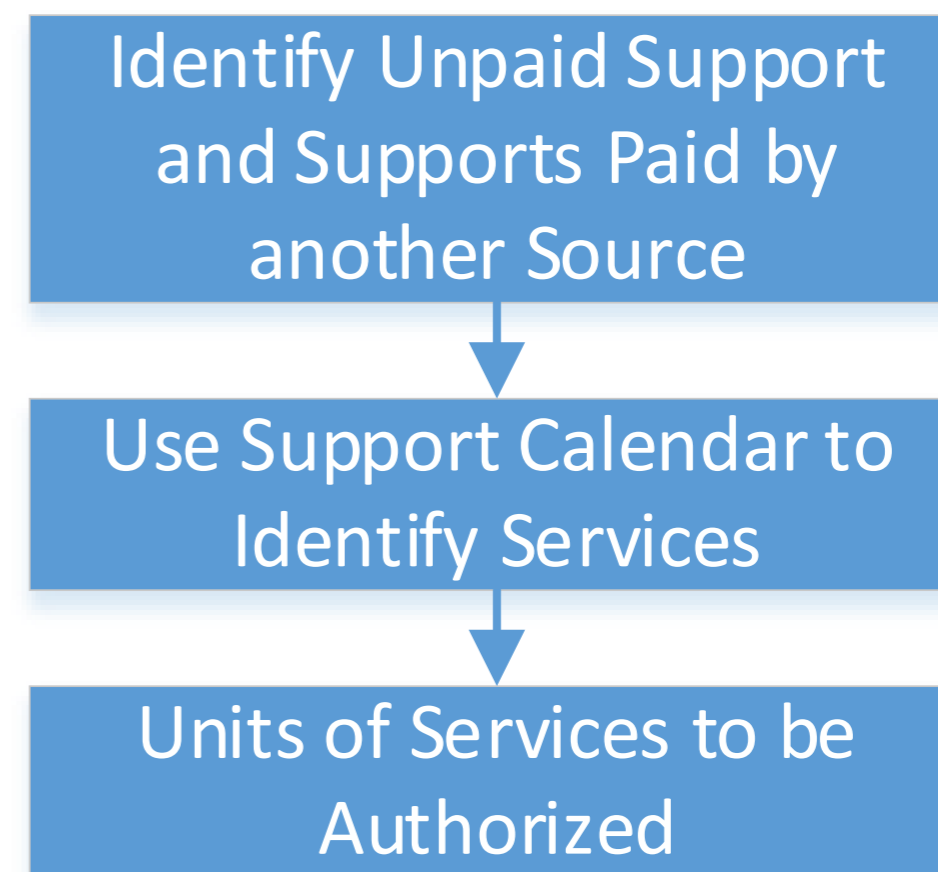 Identify Unpaid Support
and Supports Paid by
another Source
Use Support Calendar to
Identify Services
Units of Services to be
Authorized